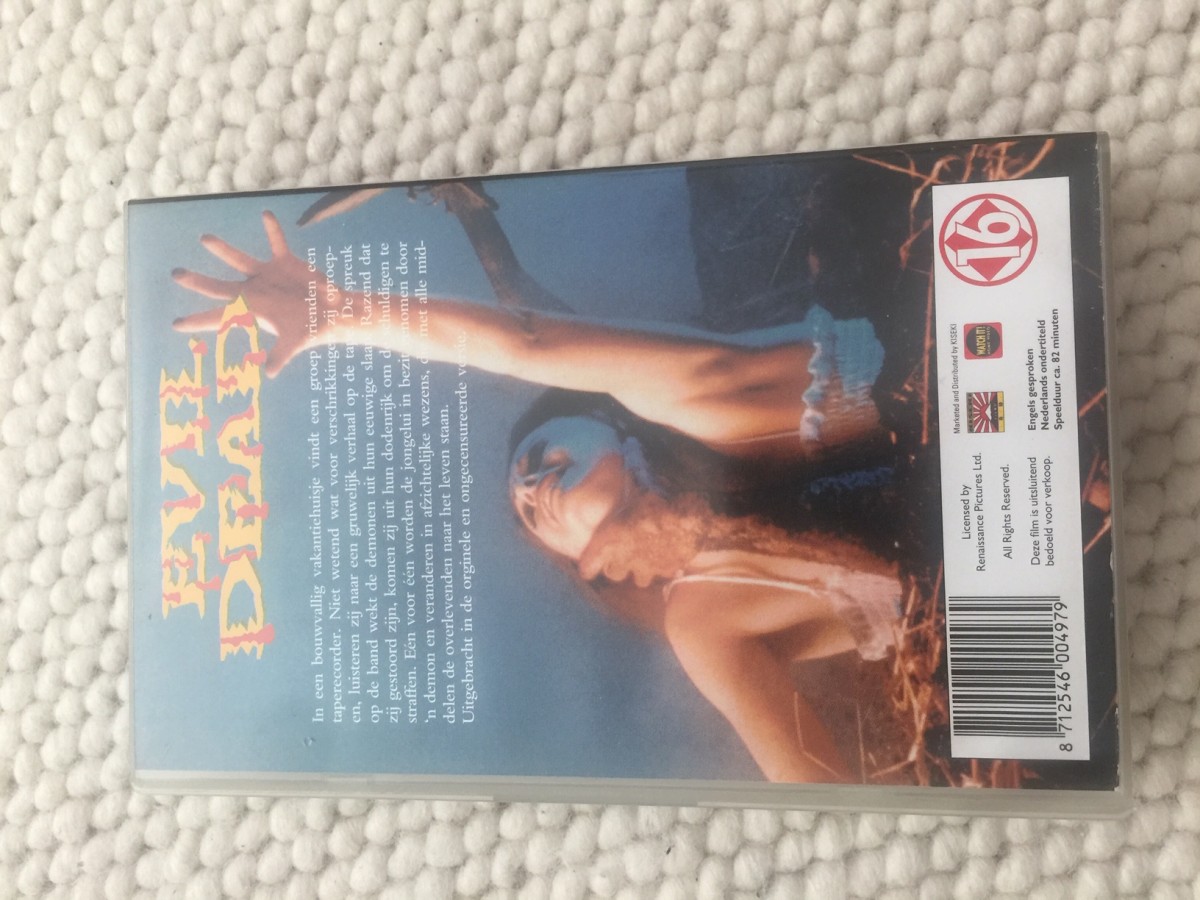 EVIL
DEAD
In een bouwvallig vakantiehuisje vindt een groep vrienden een
taperecorder. Niet wetend wat voor verschrikkingen zij oproep-
en, luisteren zij naar een gruwelijk verhaal op de tape. De spreuk
op de band wekt de demonen uit hun eeuwige slaap. Razend dat
zij gestoord zijn, komen zij uit hun dodenrijk om de schuldigen te
straffen. Eén voor één worden de jongelui in bezit genomen door
'n demon en veranderen in afzichtelijke wezens, die met alle mid-
delen de overlevenden naar het leven staan.
Uitgebracht in de orginele en ongecensureerde versie.
8 712546 004979
Licensed by
Renaissance Pictures Ltd.
All Rights Reserved.
Deze film is uitsluitend
bedoeld voor verkoop.
Marketed and Distributed by KISEKI
WATCH IT!
Engels gesproken
Nederlands ondertiteld
Speelduur ca. 82 minuten
16